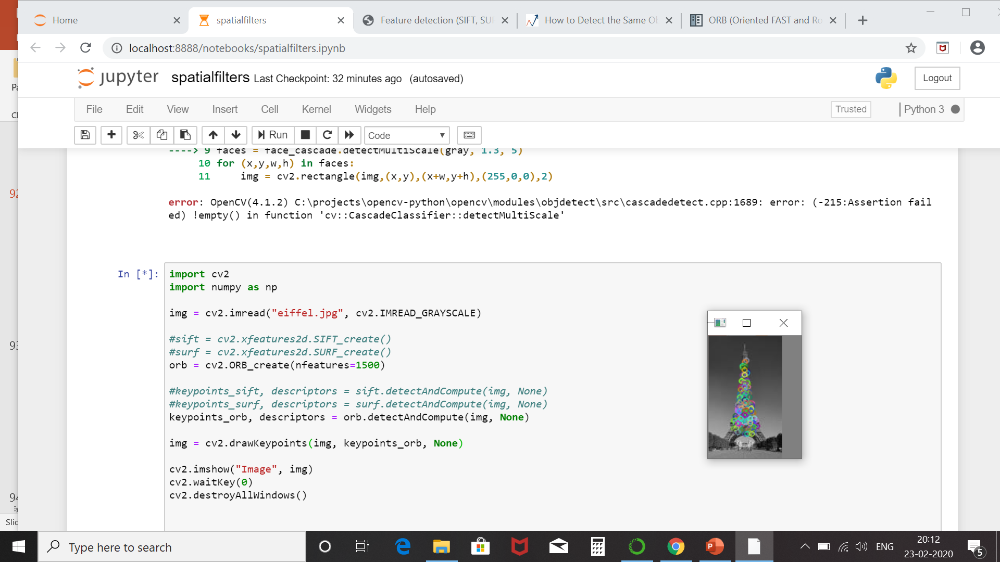 Home
spatialfilters
Feature detection (SIFT, SUR
How to Detect the Same Ob
ORB (Oriented FAST and Ro
localhost:8888/notebooks/spatialfilters.ipynb
jupyter spatialfilters Last Checkpoint: 32 minutes ago (autosaved)
Logout
File Edit View Insert Cell Kernel Widgets Help
Trusted
Python 3
Run
Code
----> 9 faces = face_cascade.detectMultiScale(gray, 1.3, 5)
10 for (x,y,w,h) in faces:
11     img = cv2.rectangle(img,(x,y),(x+w,y+h),(255,0,0),2)
error: OpenCV(4.1.2) C:\projects\opencv-python\opencv\modules\objdetect\src\cascadedetect.cpp:1689: error: (-215:Assertion fail
ed) !empty() in function 'cv::CascadeClassifier::detectMultiScale'
In [*]:
import cv2
import numpy as np
img = cv2.imread("eiffel.jpg", cv2.IMREAD_GRAYSCALE)
#sift = cv2.xfeatures2d.SIFT_create()
#surf = cv2.xfeatures2d.SURF_create()
orb = cv2.ORB_create(nfeatures=1500)
#keypoints_sift, descriptors = sift.detectAndCompute(img, None)
#keypoints_surf, descriptors = surf.detectAndCompute(img, None)
keypoints_orb, descriptors = orb.detectAndCompute(img, None)
img = cv2.drawKeypoints(img, keypoints_orb, None)
cv2.imshow("Image", img)
cv2.waitKey(0)
cv2.destroyAllWindows()
Pa
Cl
92
93
94
Slid
Type here to search
P
ENG
20:12
23-02-2020
5